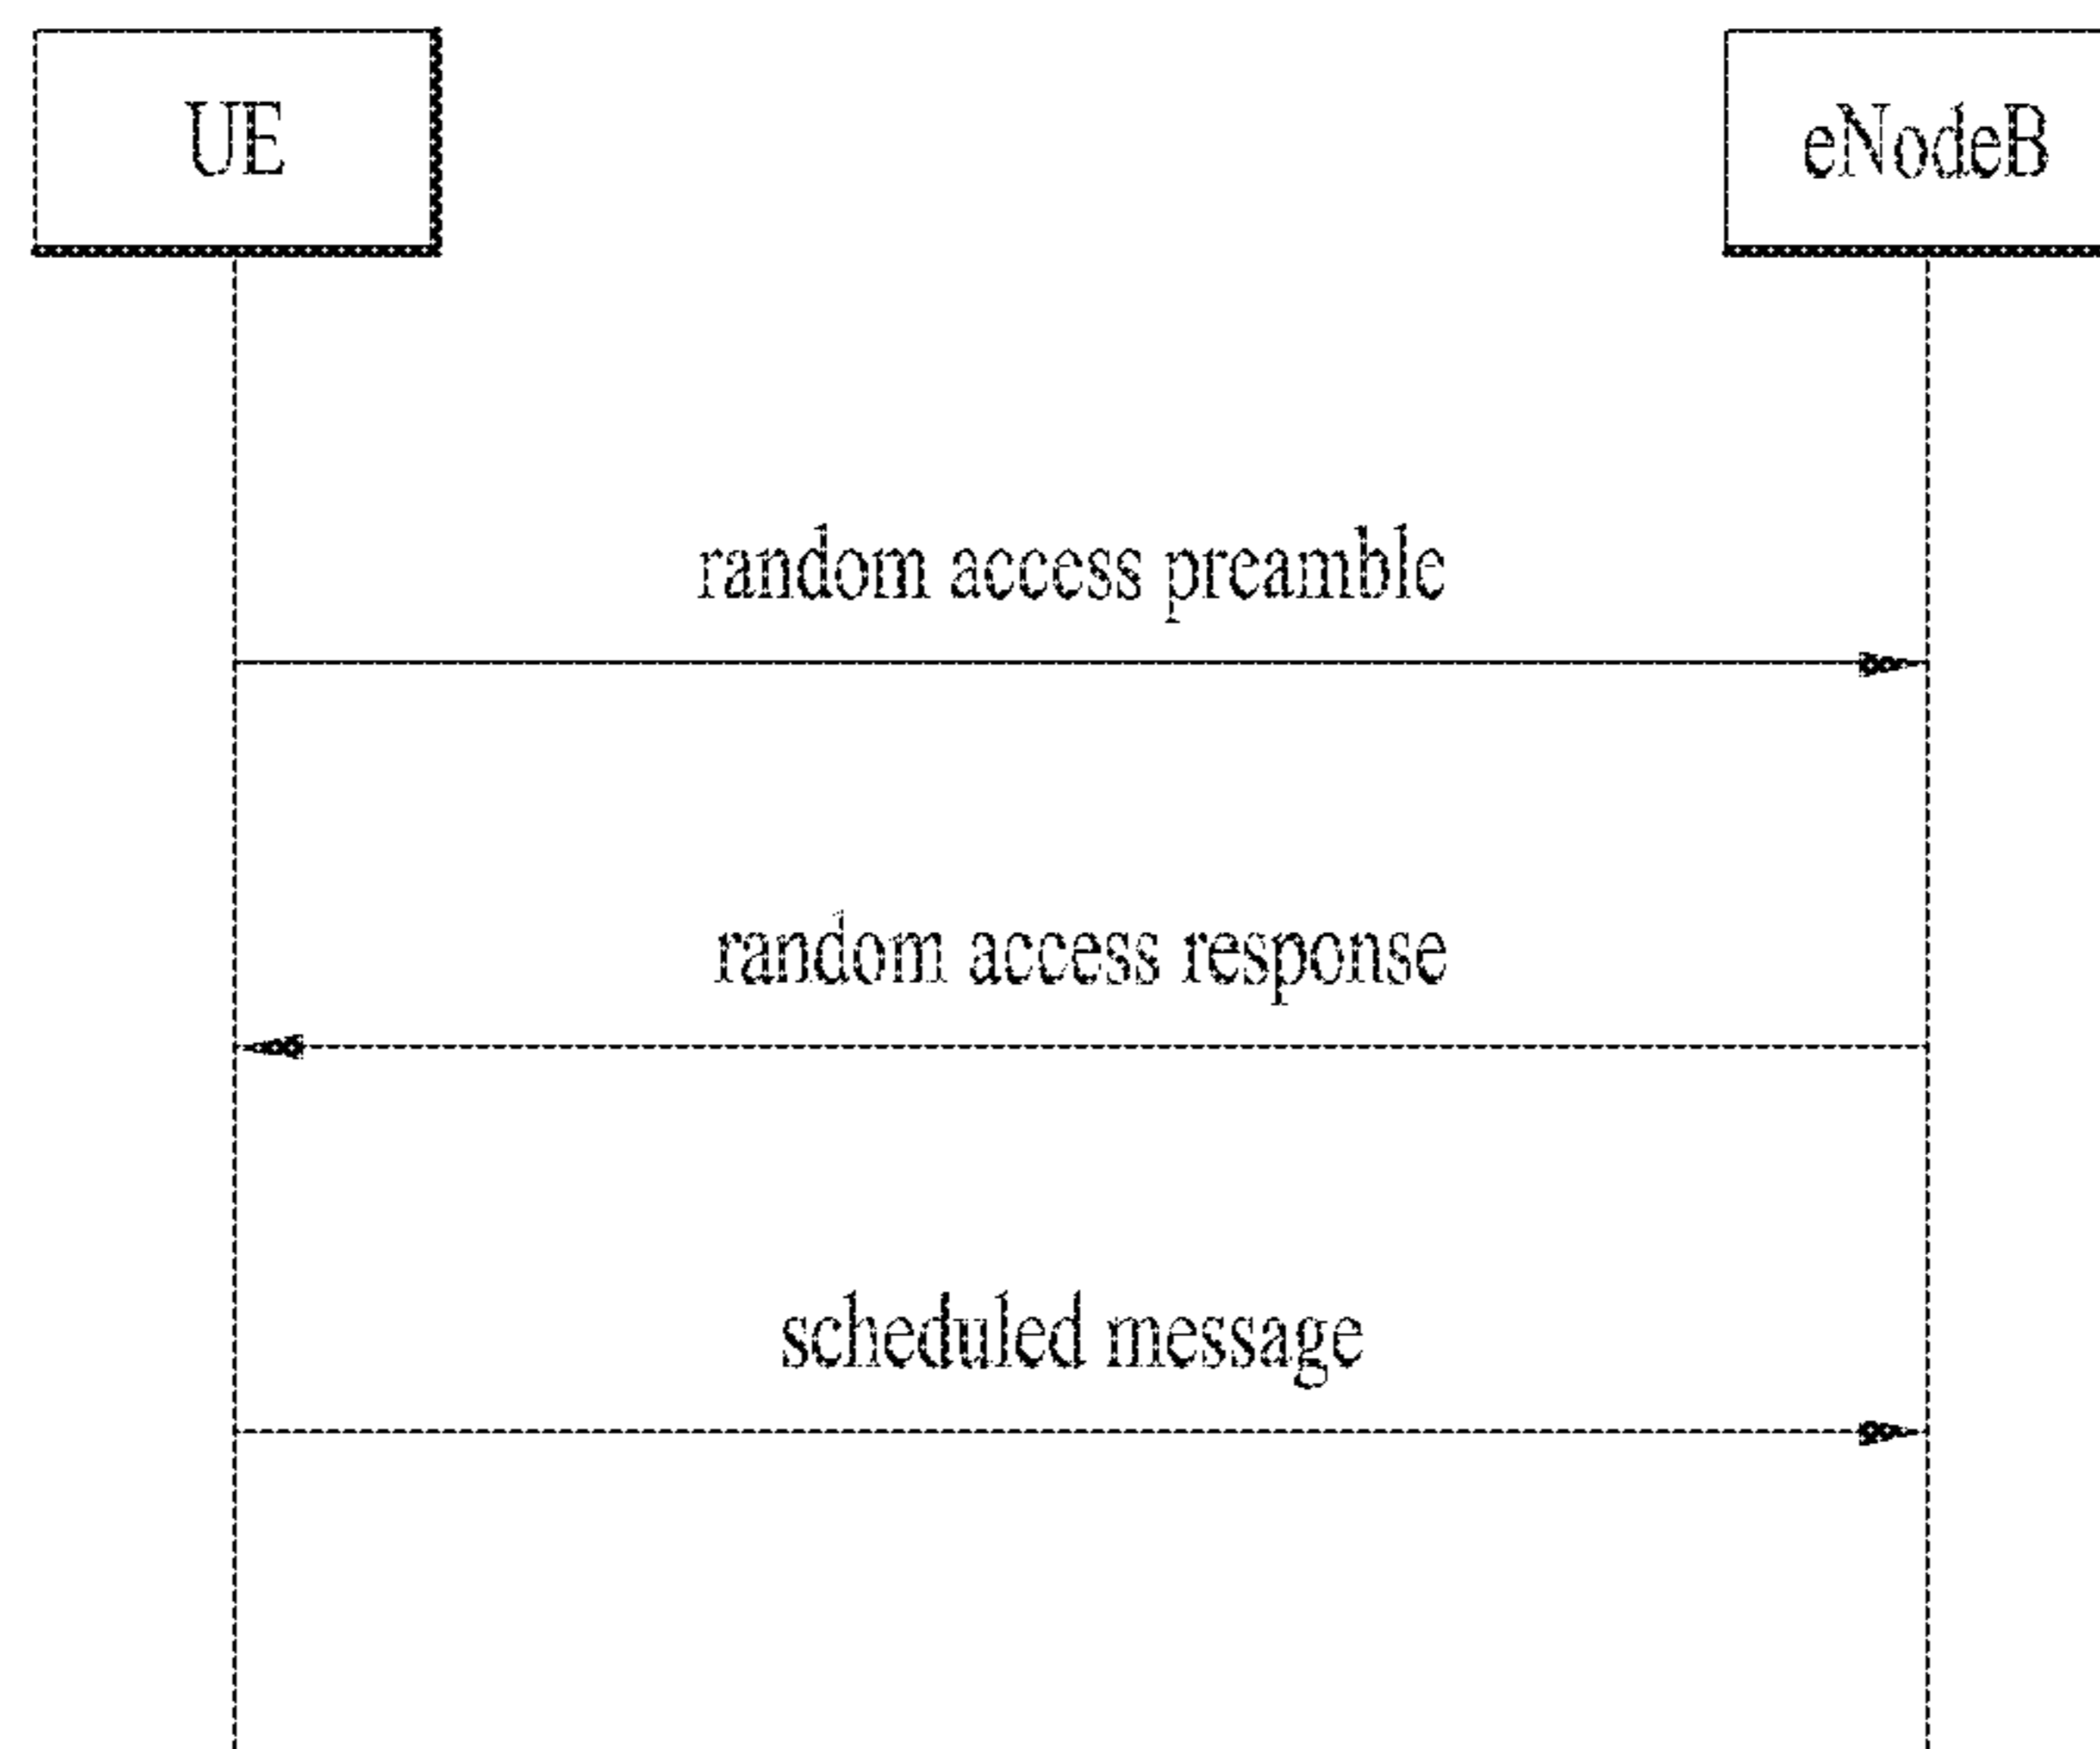 UE
eNodeB
random access preamble
random access response
scheduled message